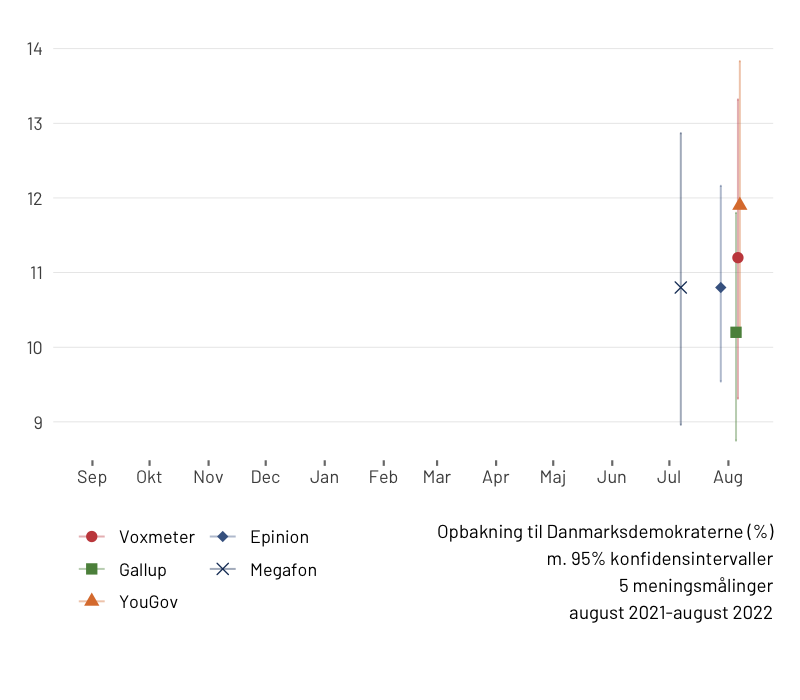 14
13
12
11
10
9
Sep Okt Nov Dec Jan Feb Mar Apr Maj Jun Jul Aug
Voxmeter Epinion
Gallup Megafon
YouGov
Opbakning til Danmarksdemokraterne (%)
m. 95% konfidensintervaller
5 meningsmålinger
august 2021-august 2022